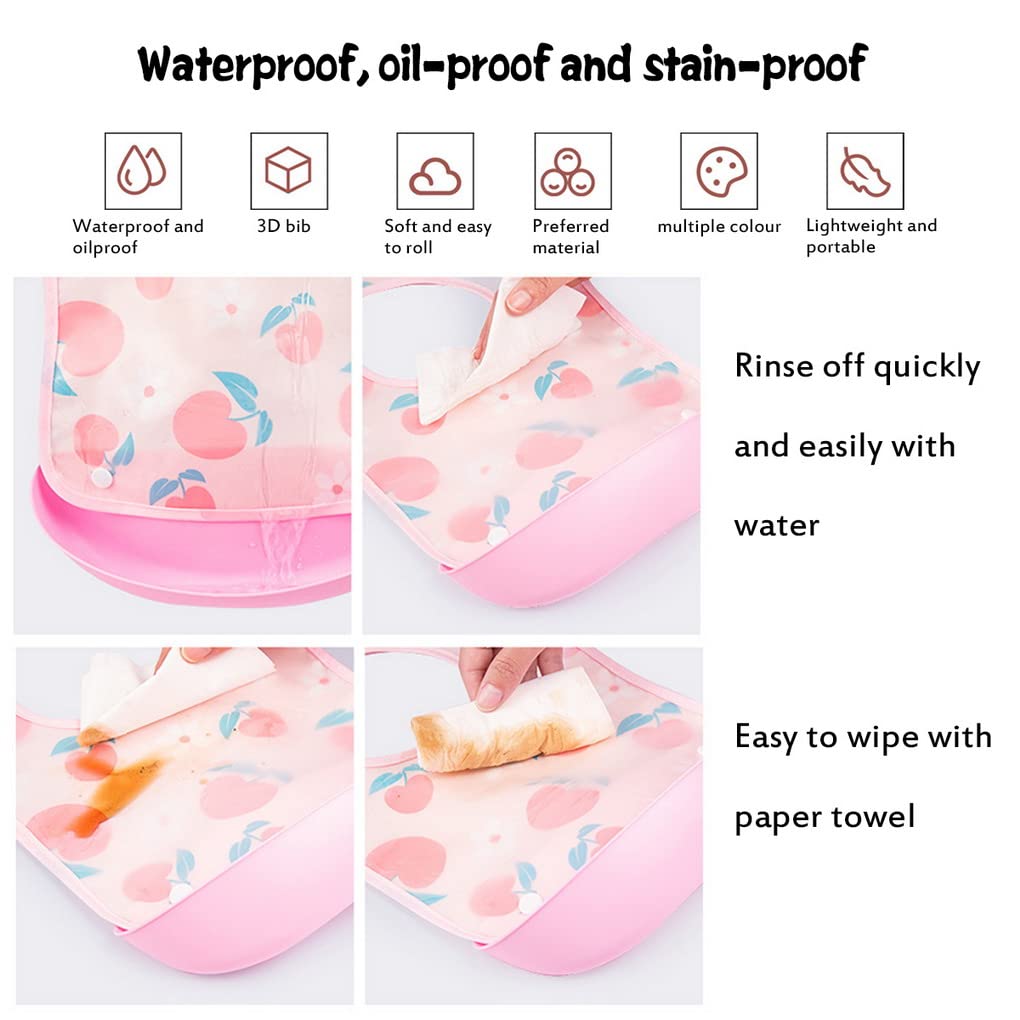 Waterproof, oil-proof and stain-proof
Waterproof and
oilproof
3D bib
Soft and easy
to roll
Preferred
material
multiple colour
Lightweight and
portable
Rinse off quickly
and easily with
water
Easy to wipe with
paper towel